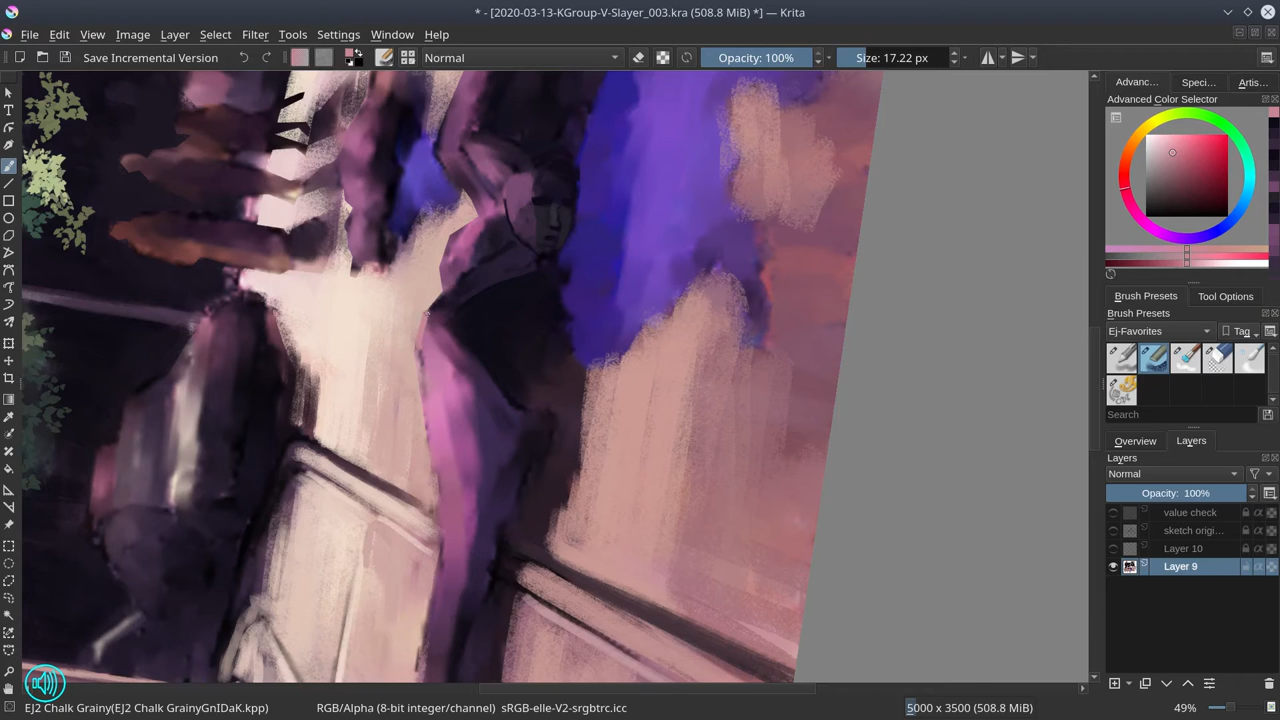 * - [2020-03-13-KGroup-V-Slayer_003.kra (508.8 MiB) *] — Krita
File Edit View Image Layer Select Filter Tools Settings Window Help
Save Incremental Version Normal Opacity: 100% Size: 17.22 px
Advanc... Speci... Artis...
Advanced Color Selector
Brush Presets Tool Options
Brush Presets
Ej-Favorites Tag
Search
Overview Layers
Layers
Normal
Opacity: 100%
value check
sketch origi...
Layer 10
Layer 9
EJ2 Chalk Grainy(EJ2 Chalk GrainyGnIDaK.kpp) RGB/Alpha (8-bit integer/channel) sRGB-elle-V2-srgbtrc.icc 5000 x 3500 (508.8 MiB) 49%